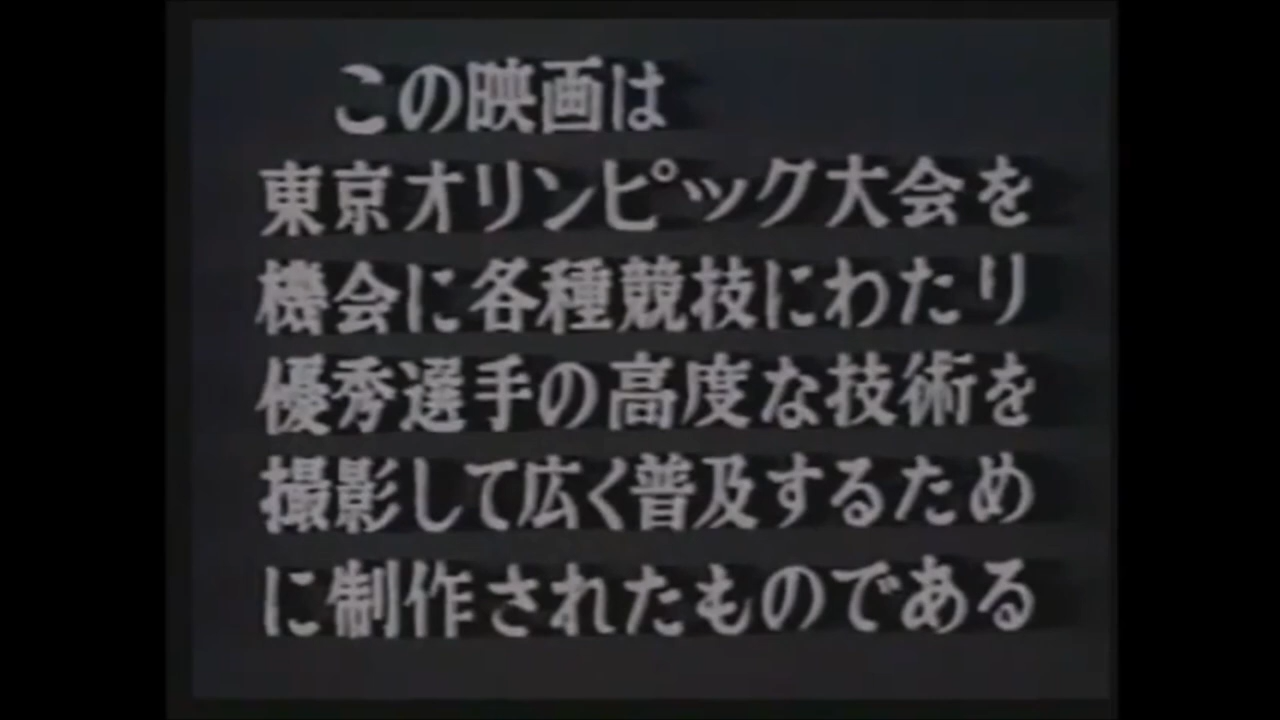 この映画は
東京オリンピック大会を
機会に各種競技にわたり
優秀選手の高度な技術を
撮影して広く普及するため
に制作されたものである